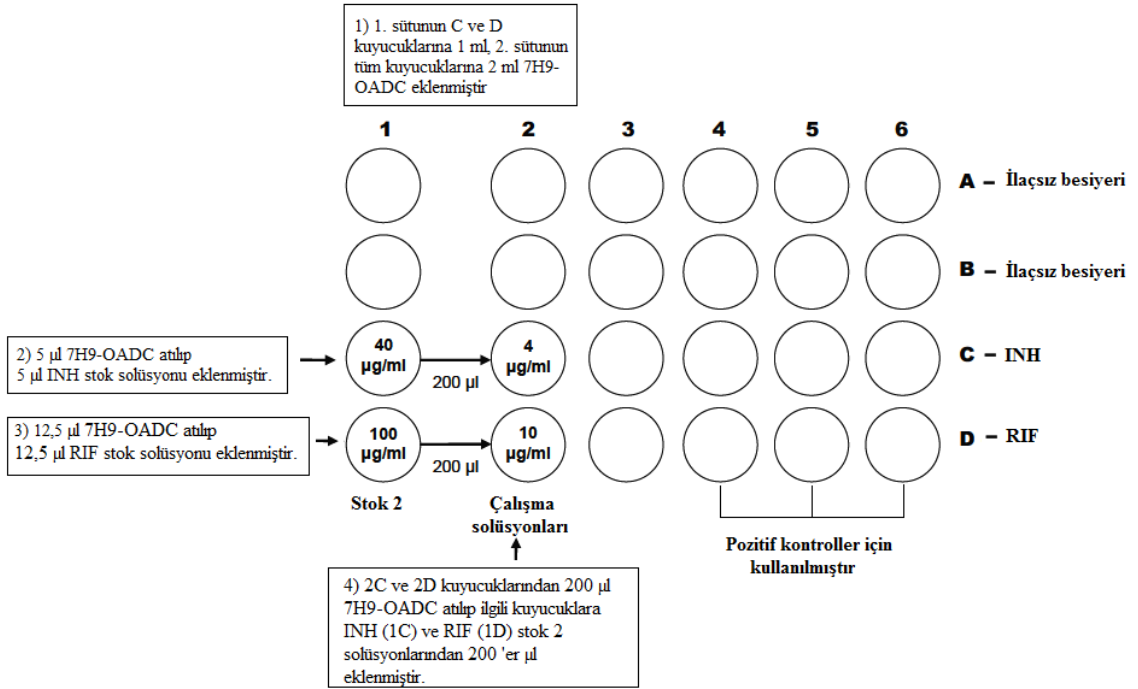 1) 1. sütunun C ve D
kuyucuklarına 1 ml, 2. sütunun
tüm kuyucuklarına 2 ml 7H9-
OADC eklenmiştir
1 2 3 4 5 6
A – İlaçsız besiyeri
B – İlaçsız besiyeri
2) 5 µl 7H9-OADC atılıp
5 µl INH stok solüsyonu eklenmiştir.
40
µg/ml
200 µl
4
µg/ml
C – INH
3) 12,5 µl 7H9-OADC atılıp
12,5 µl RIF stok solüsyonu eklenmiştir.
100
µg/ml
200 µl
10
µg/ml
D – RIF
Stok 2
Çalışma
solüsyonları
Pozitif kontroller için
kullanılmıştır
4) 2C ve 2D kuyucuklarından 200 µl
7H9-OADC atılıp ilgili kuyucuklara
INH (1C) ve RIF (1D) stok 2
solüsyonlarından 200 'er µl
eklenmiştir.